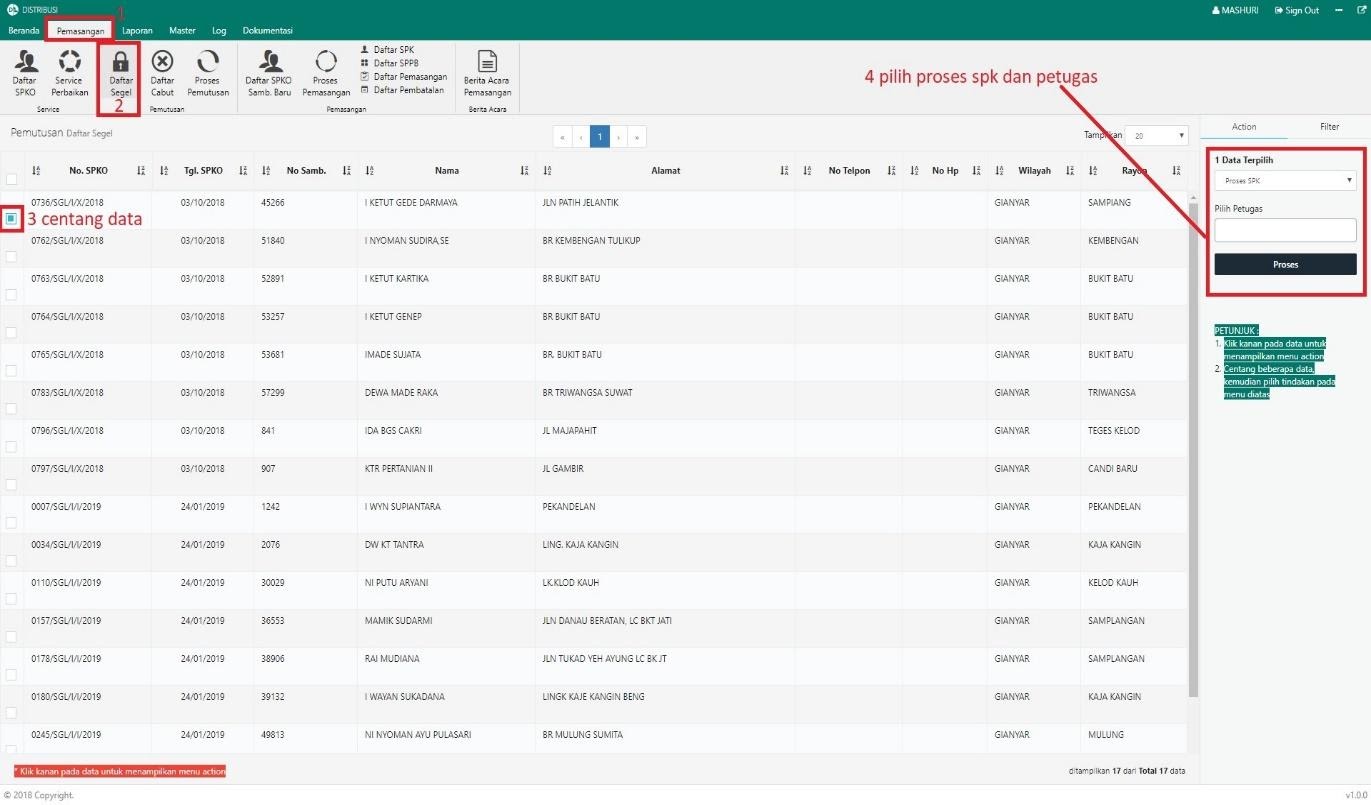 DISTRIBUSI
MASHURI
Sign Out
1
Beranda
Pemasangan
Laporan
Master
Log
Dokumentasi
Daftar
SPKO
Service
Perbaikan
Service
Daftar
Segel
2
Daftar
Cabut
Proses
Pemutusan
Pemutusan
Daftar SPKO
Samb. Baru
Proses
Pemasangan
Daftar SPK
Daftar SPPB
Daftar Pemasangan
Daftar Pembatalan
Pemasangan
Berita Acara
Pemasangan
Berita Acara
4 pilih proses spk dan petugas
Pemutusan Daftar Segel
« ‹ 1 › »
Tampilkan 20
Action
Filter
No. SPKO Tgl. SPKO No Samb. Nama Alamat No Telpon No Hp Wilayah Rayon
0736/SGL/I/X/2018 03/10/2018 45266 I KETUT GEDE DARMAYA JLN PATIH JELANTIK GIANYAR SAMPIANG
3 centang data
0762/SGL/I/X/2018 03/10/2018 51840 I NYOMAN SUDIRA,SE BR KEMBENGAN TULIKUP GIANYAR KEMBENGAN
0763/SGL/I/X/2018 03/10/2018 52891 I KETUT KARTIKA BR BUKIT BATU GIANYAR BUKIT BATU
0764/SGL/I/X/2018 03/10/2018 53257 I KETUT GENEP BR BUKIT BATU GIANYAR BUKIT BATU
0765/SGL/I/X/2018 03/10/2018 53681 IMADE SUJATA BR. BUKIT BATU GIANYAR BUKIT BATU
0783/SGL/I/X/2018 03/10/2018 57299 DEWA MADE RAKA BR TRIWANGSA SUWAT GIANYAR TRIWANGSA
0796/SGL/I/X/2018 03/10/2018 841 IDA BGS CAKRI JL MAJAPAHIT GIANYAR TEGES KELOD
0797/SGL/I/X/2018 03/10/2018 907 KTR PERTANIAN II JL GAMBIR GIANYAR CANDI BARU
0007/SGL/I/I/2019 24/01/2019 1242 I WYN SUPIANTARA PEKANDELAN GIANYAR PEKANDELAN
0034/SGL/I/I/2019 24/01/2019 2076 DW KT TANTRA LING. KAJA KANGIN GIANYAR KAJA KANGIN
0110/SGL/I/I/2019 24/01/2019 30029 NI PUTU ARYANI LK.KLOD KAUH GIANYAR KELOD KAUH
0157/SGL/I/I/2019 24/01/2019 36553 MAMIK SUDARMI JLN DANAU BERATAN, LC BKT JATI GIANYAR SAMPLANGAN
0178/SGL/I/I/2019 24/01/2019 38906 RAI MUDIANA JLN TUKAD YEH AYUNG LC BK JT GIANYAR SAMPLANGAN
0180/SGL/I/I/2019 24/01/2019 39132 I WAYAN SUKADANA LINGK KAJE KANGIN BENG GIANYAR KAJA KANGIN
0245/SGL/I/I/2019 24/01/2019 49813 NI NYOMAN AYU PULASARI BR MULUNG SUMITA GIANYAR MULUNG
1 Data Terpilih
Proses SPK
Pilih Petugas
Proses
PETUNJUK :
1. Klik kanan pada data untuk
menampilkan menu action
2. Centang beberapa data,
kemudian pilih tindakan pada
menu diatas
* Klik kanan pada data untuk menampilkan menu action
ditampilkan 17 dari Total 17 data
© 2018 Copyright.
v1.0.0